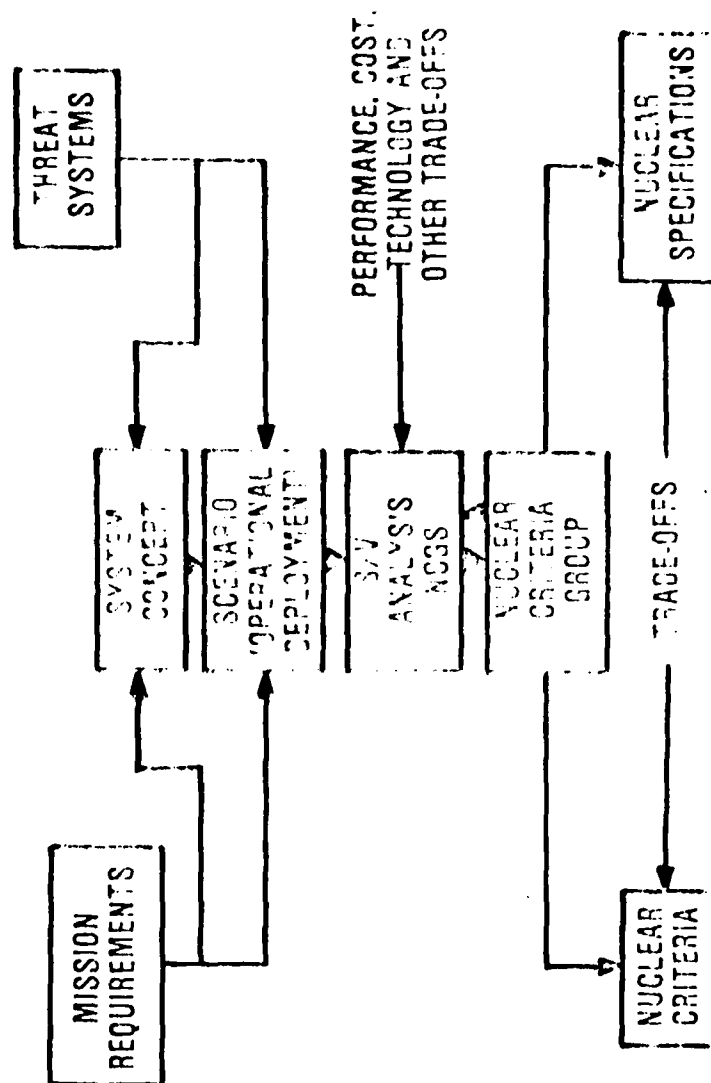 MISSION
REQUIREMENTS
THREAT
SYSTEMS
SYSTEM
CONCEPT
SCENARIO
OPERATIONAL
DEPLOYMENT
S/V
ANALYSIS
NCGS
PERFORMANCE, COST,
TECHNOLOGY AND
OTHER TRADE-OFFS
NUCLEAR
CRITERIA
GROUP
NUCLEAR
CRITERIA
TRADE-OFFS
NUCLEAR
SPECIFICATIONS